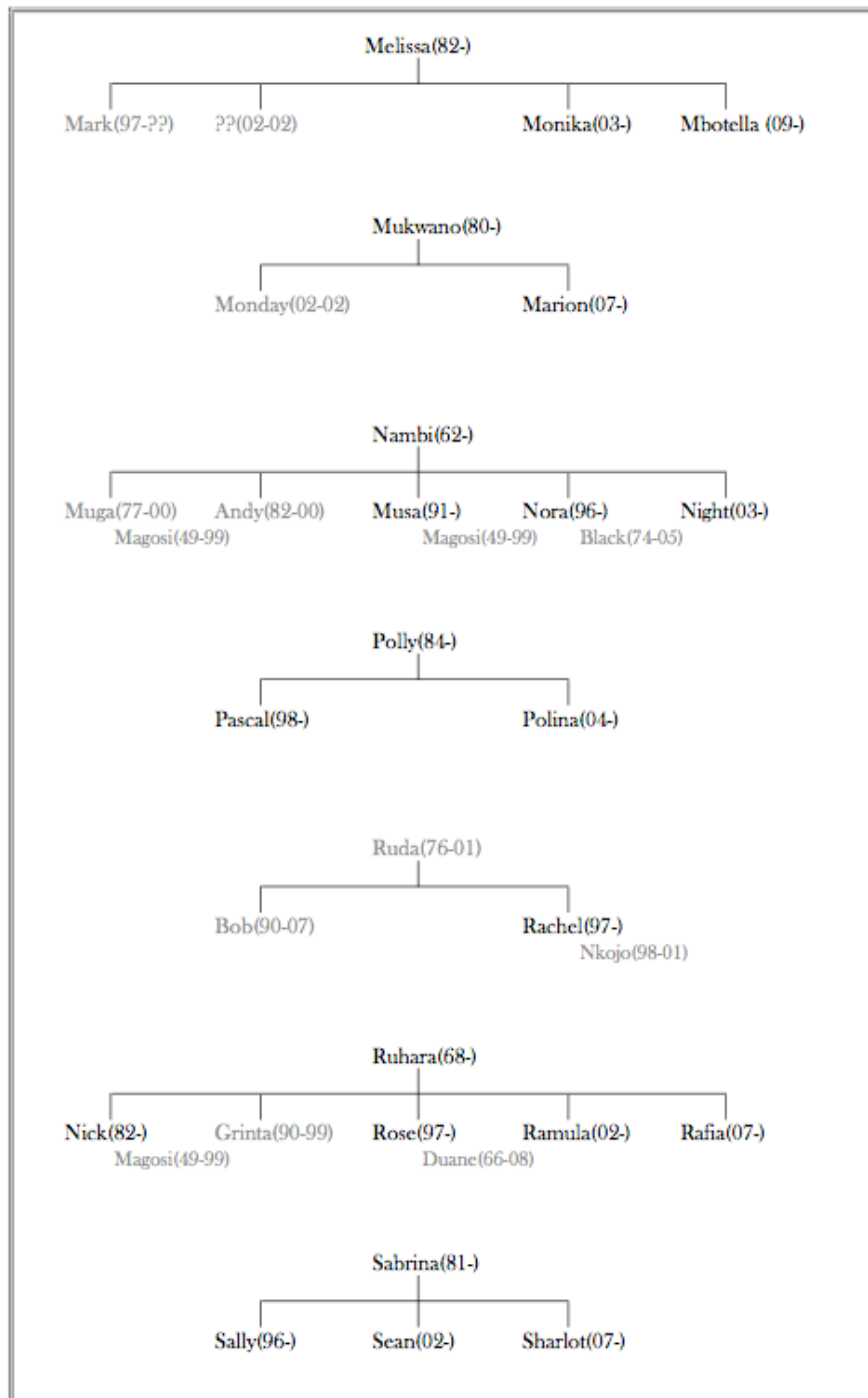 Melissa(82-)
Mark(97-??) ??(02-02) Monika(03-) Mbotella (09-)
Mukwano(80-)
Monday(02-02) Marion(07-)
Nambi(62-)
Muga(77-00) Andy(82-00) Musa(91-) Nora(96-) Night(03-)
Magosi(49-99) Magosi(49-99) Black(74-05)
Polly(84-)
Pascal(98-) Polina(04-)
Ruda(76-01)
Bob(90-07) Rachel(97-)
Nkojo(98-01)
Ruhara(68-)
Nick(82-) Grinta(90-99) Rose(97-) Ramula(02-) Rafia(07-)
Magosi(49-99) Duane(66-08)
Sabrina(81-)
Sally(96-) Sean(02-) Sharlot(07-)